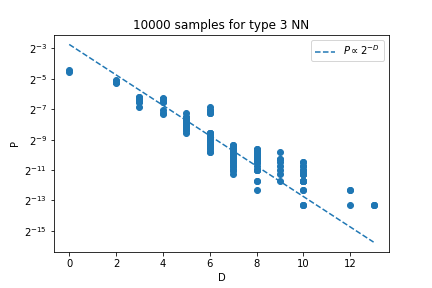 10000 samples for type 3 NN
P ∝ 2^{-D}
2^{-3}
2^{-5}
2^{-7}
2^{-9}
2^{-11}
2^{-13}
2^{-15}
P
0 2 4 6 8 10 12
D